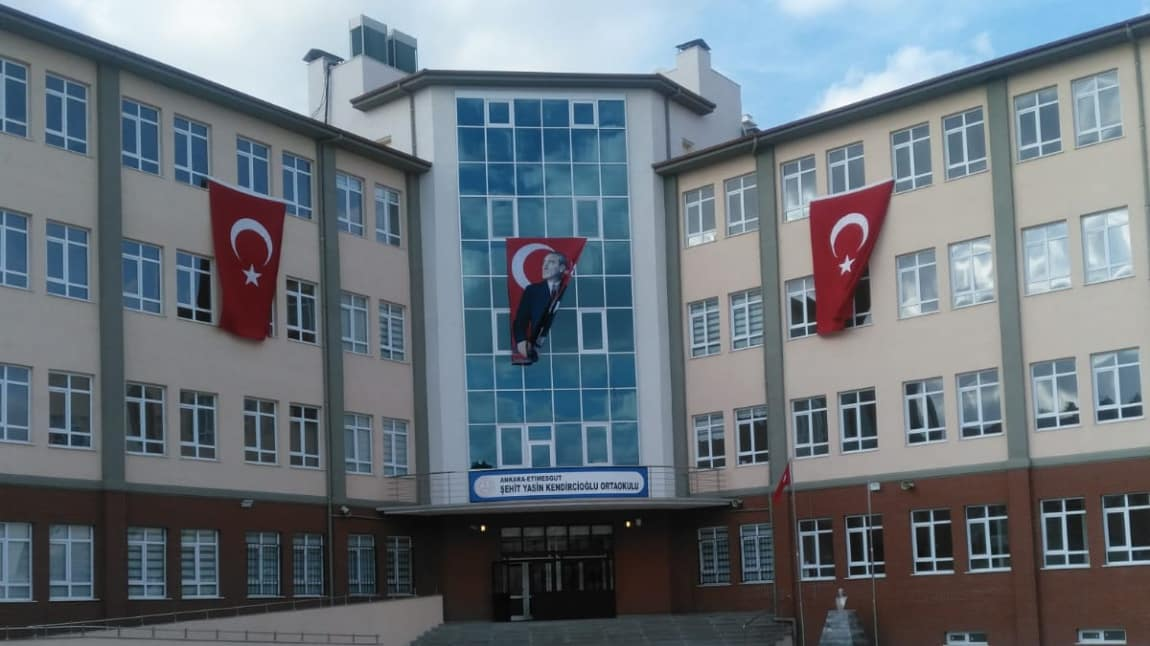 ANKARA-ETİMESGUT
ŞEHİT YASİN KENDİRCİOĞLU ORTAOKULU